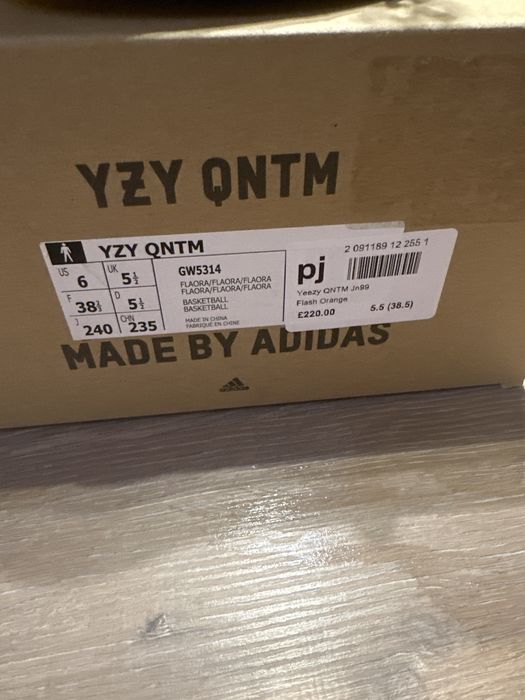 YZY QNTM
YZY QNTM
US 6
UK 5½
F 38⅔
D 5½
J 240
CHN 235
GW5314
FLAORA/FLAORA/FLAORA
FLAORA/FLAORA/FLAORA
BASKETBALL
BASKETBALL
MADE IN CHINA
FABRIQUÉ EN CHINE
pj
2 091189 12 255 1
Yeezy QNTM Jn99
Flash Orange
£220.00
5.5 (38.5)
MADE BY ADIDAS